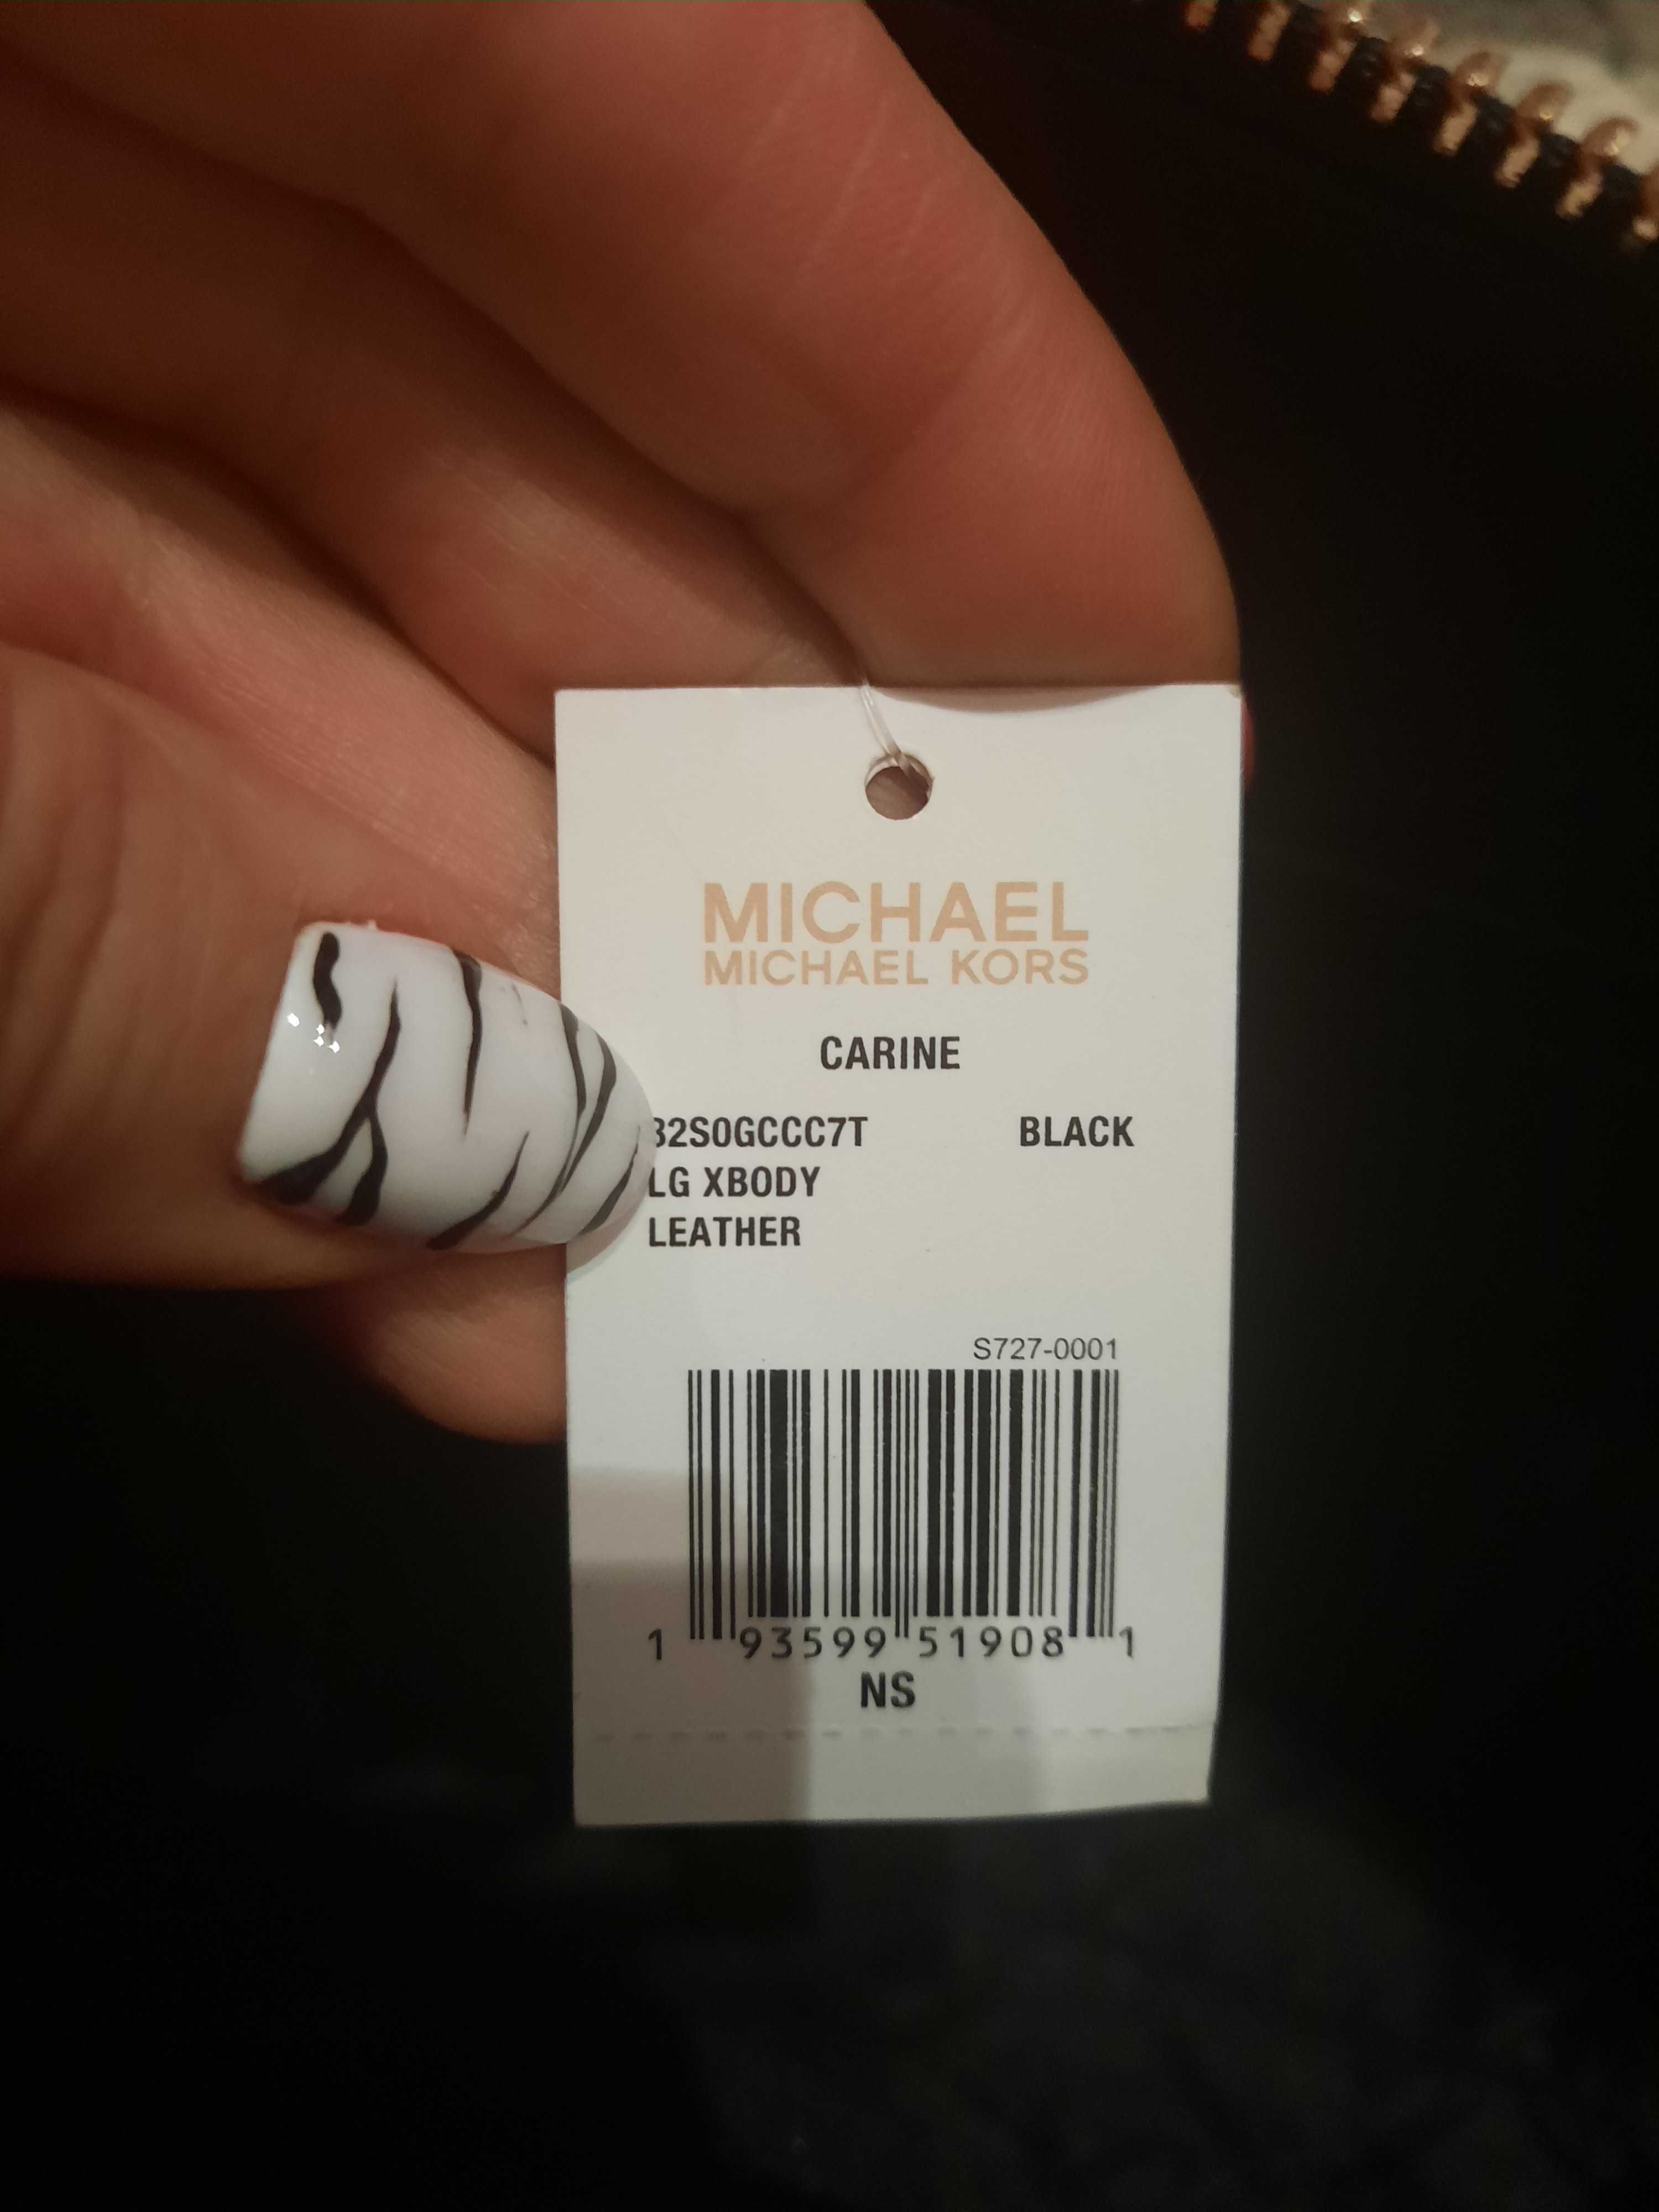 MICHAEL
MICHAEL KORS
CARINE
32S0GCCC7T BLACK
LG XBODY
LEATHER
S727-0001
1 93599 51908 1
NS